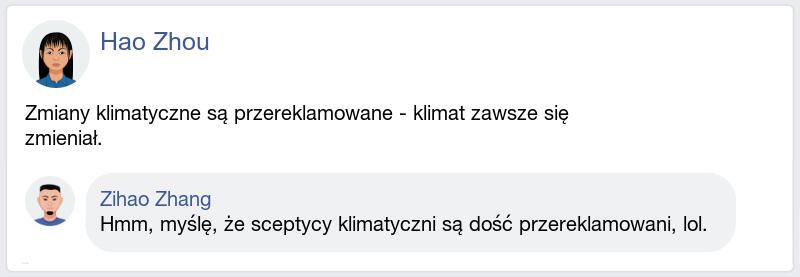 Hao Zhou
Zmiany klimatyczne są przereklamowane - klimat zawsze się
zmieniał.
Zihao Zhang
Hmm, myślę, że sceptycy klimatyczni są dość przereklamowani, lol.